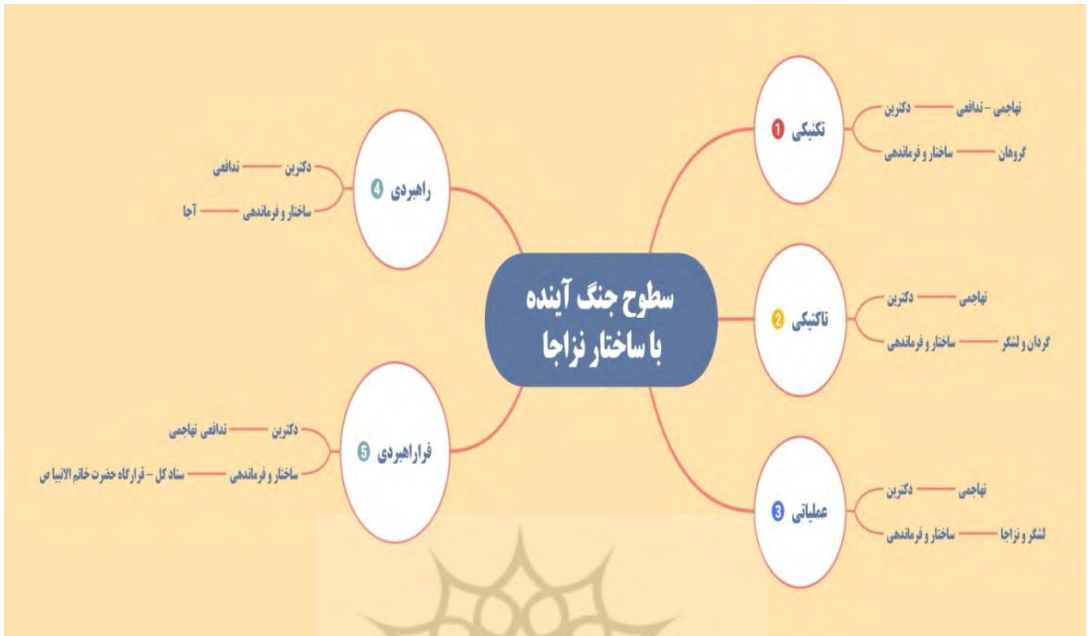 سطوح جنگ آینده
با ساختار نزاجا
تکنیکی 1
دکترین تهاجمی – تدافعی
ساختار و فرماندهی گروهان
تاکتیکی 2
دکترین تهاجمی
ساختار و فرماندهی گردان و لشگر
عملیاتی 3
دکترین تهاجمی
ساختار و فرماندهی لشگر و نزاجا
راهبردی 4
دکترین تدافعی
ساختار و فرماندهی آجا
فراراهبردی 5
دکترین تدافعی تهاجمی
ساختار و فرماندهی ستاد کل – قرارگاه حضرت خاتم الانبیا ص